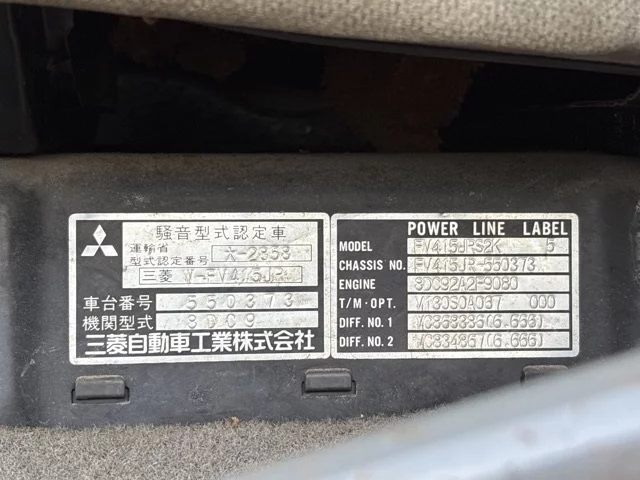 騒音型式認定車
運輸省
型式認定番号 六-2353
三菱 V-FV415JR
車台番号 550373
機関型式 8DC9
三菱自動車工業株式会社
POWER LINE LABEL
MODEL FV415JRS2K 5
CHASSIS NO. FV415JR-550373
ENGINE 8DC92A2F9080
T/M·OPT. M130S0A067 000
DIFF. NO. 1 (6.666)
DIFF. NO. 2 (6.666)